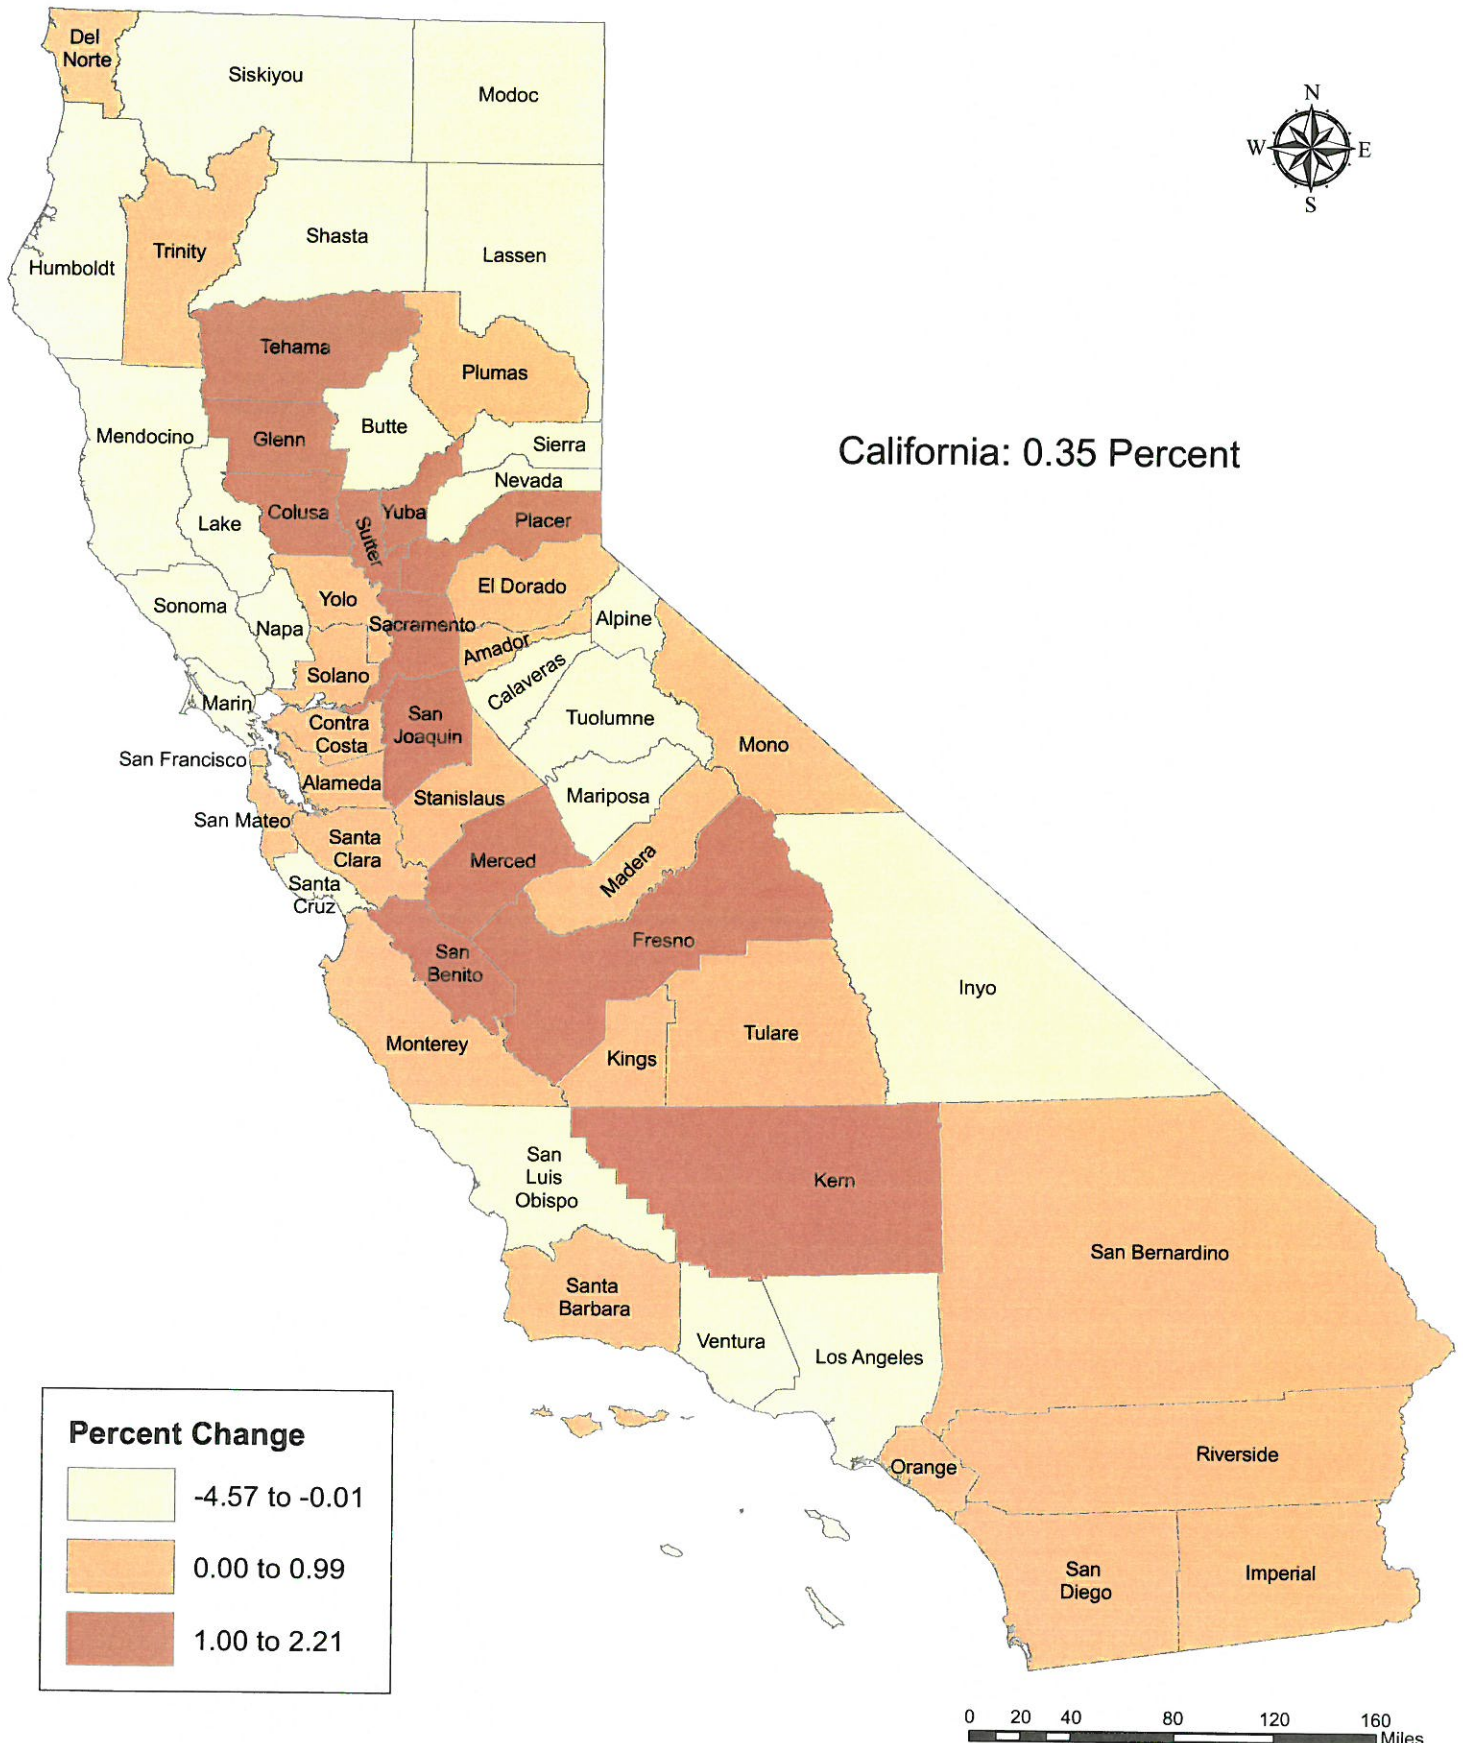 Del
Norte
Siskiyou
Modoc
N
W
E
S
Humboldt
Trinity
Shasta
Lassen
Tehama
Plumas
Mendocino
Glenn
Butte
Sierra
California: 0.35 Percent
Nevada
Lake
Colusa
Sutter
Yuba
Placer
Sonoma
Napa
Yolo
El Dorado
Sacramento
Amador
Alpine
Solano
Calaveras
Marin
Contra
Costa
San
Joaquin
Tuolumne
Mono
San Francisco
Alameda
Stanislaus
Mariposa
San Mateo
Santa
Clara
Merced
Madera
Santa
Cruz
San
Benito
Fresno
Inyo
Monterey
Kings
Tulare
San
Luis
Obispo
Kern
San Bernardino
Santa
Barbara
Ventura
Los Angeles
Orange
Riverside
San
Diego
Imperial
Percent Change
-4.57 to -0.01
0.00 to 0.99
1.00 to 2.21
0 20 40 80 120 160
Miles